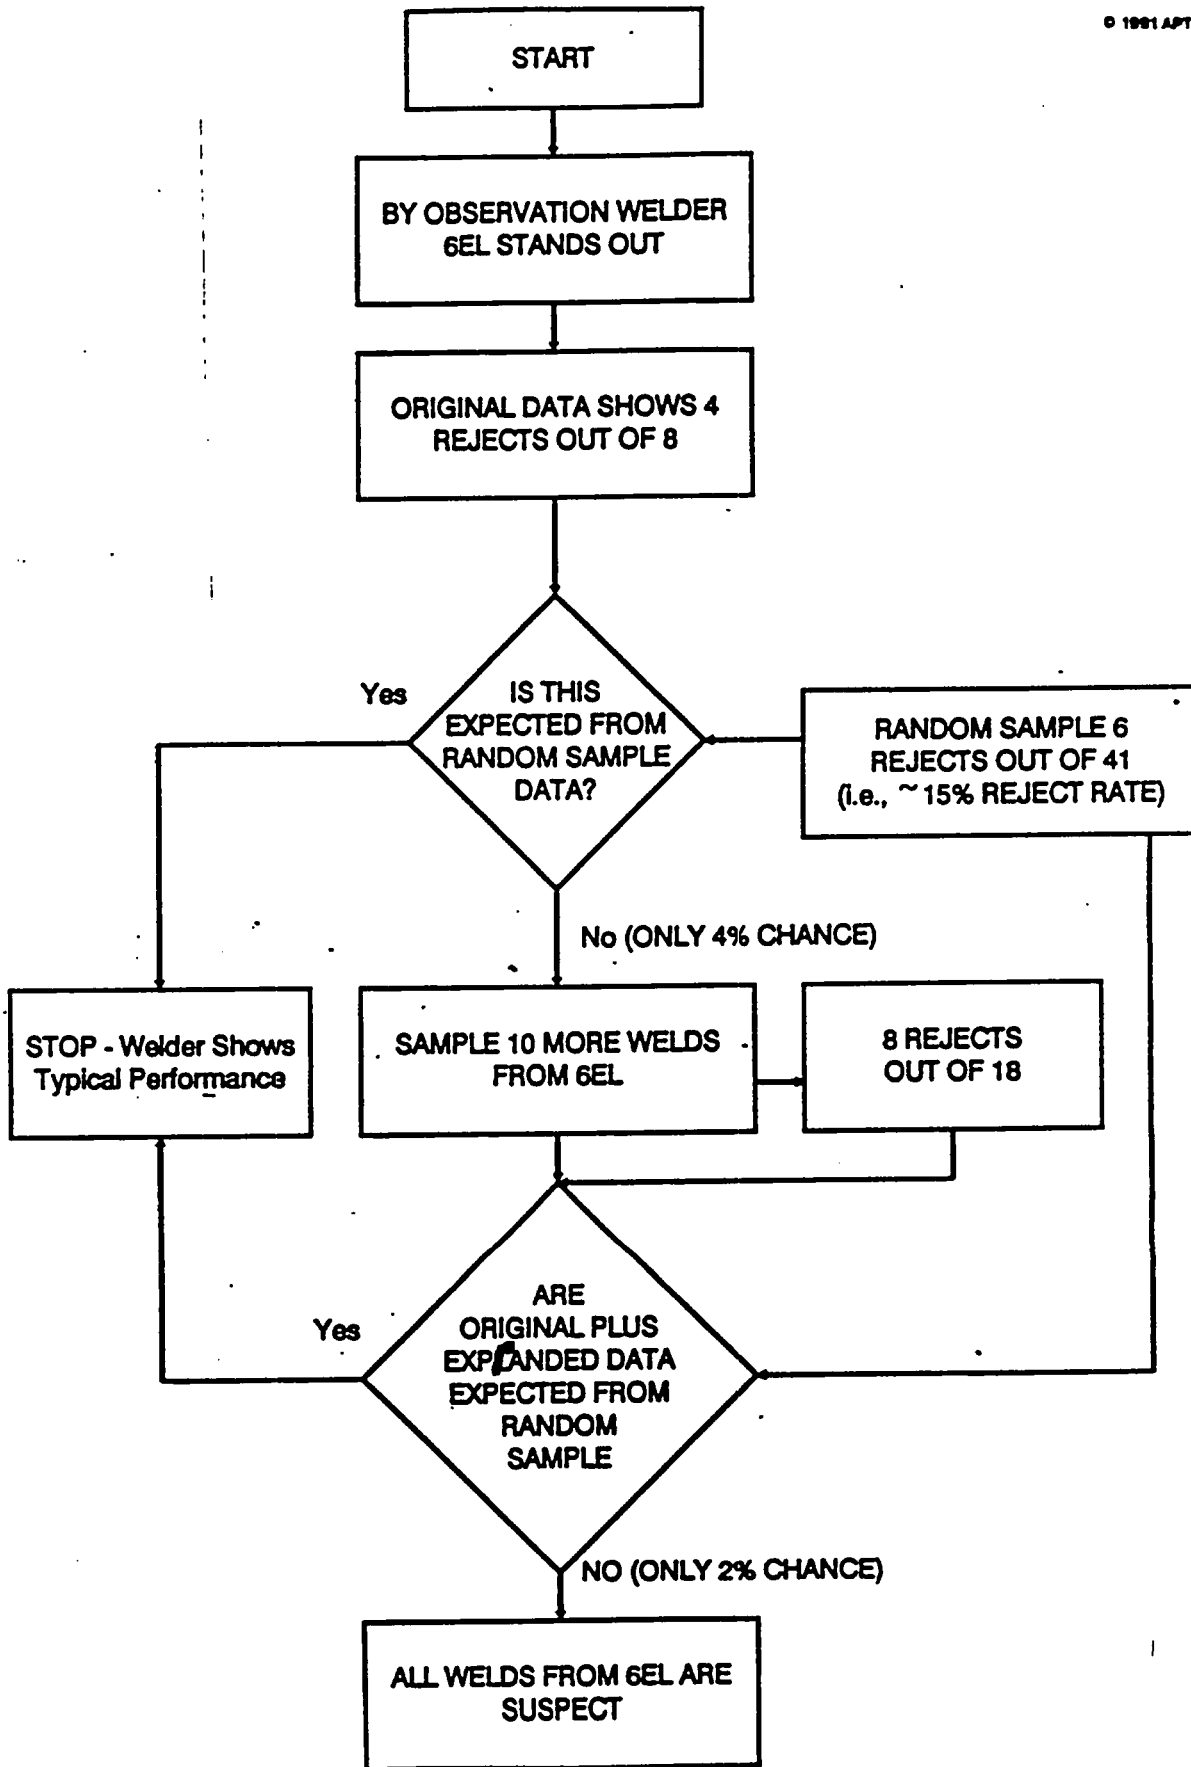 © 1991 APT
START
BY OBSERVATION WELDER
6EL STANDS OUT
ORIGINAL DATA SHOWS 4
REJECTS OUT OF 8
Yes
IS THIS
EXPECTED FROM
RANDOM SAMPLE
DATA?
RANDOM SAMPLE 6
REJECTS OUT OF 41
(i.e., ~15% REJECT RATE)
No (ONLY 4% CHANCE)
STOP - Welder Shows
Typical Performance
SAMPLE 10 MORE WELDS
FROM 6EL
8 REJECTS
OUT OF 18
Yes
ARE
ORIGINAL PLUS
EXPANDED DATA
EXPECTED FROM
RANDOM
SAMPLE
NO (ONLY 2% CHANCE)
ALL WELDS FROM 6EL ARE
SUSPECT